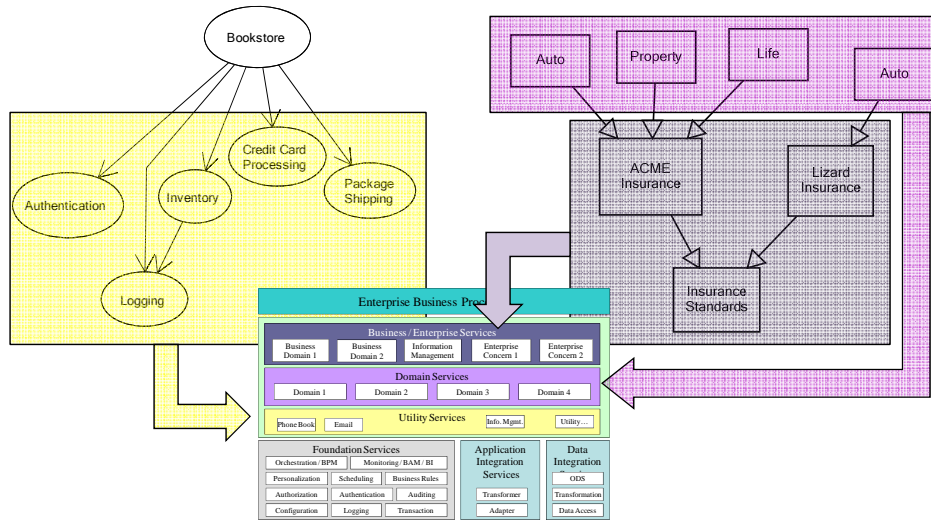 Bookstore
Authentication
Inventory
Credit Card
Processing
Package
Shipping
Logging
Auto
Property
Life
Auto
ACME
Insurance
Lizard
Insurance
Insurance
Standards
Enterprise Business
Business / Enterprise Services
Business
Domain 1
Business
Domain 2
Information
Management
Enterprise
Concern 1
Enterprise
Concern 2
Domain Services
Domain 1
Domain 2
Domain 3
Domain 4
Utility Services
Phone Book
Email
Info. Mgmt.
Utility…
Foundation Services
Orchestration / BPM
Monitoring / BAM / BI
Personalization
Scheduling
Business Rules
Authorization
Authentication
Auditing
Configuration
Logging
Transaction
Application
Integration
Services
Transformer
Adapter
Data
Integration
ODS
Transformation
Data Access